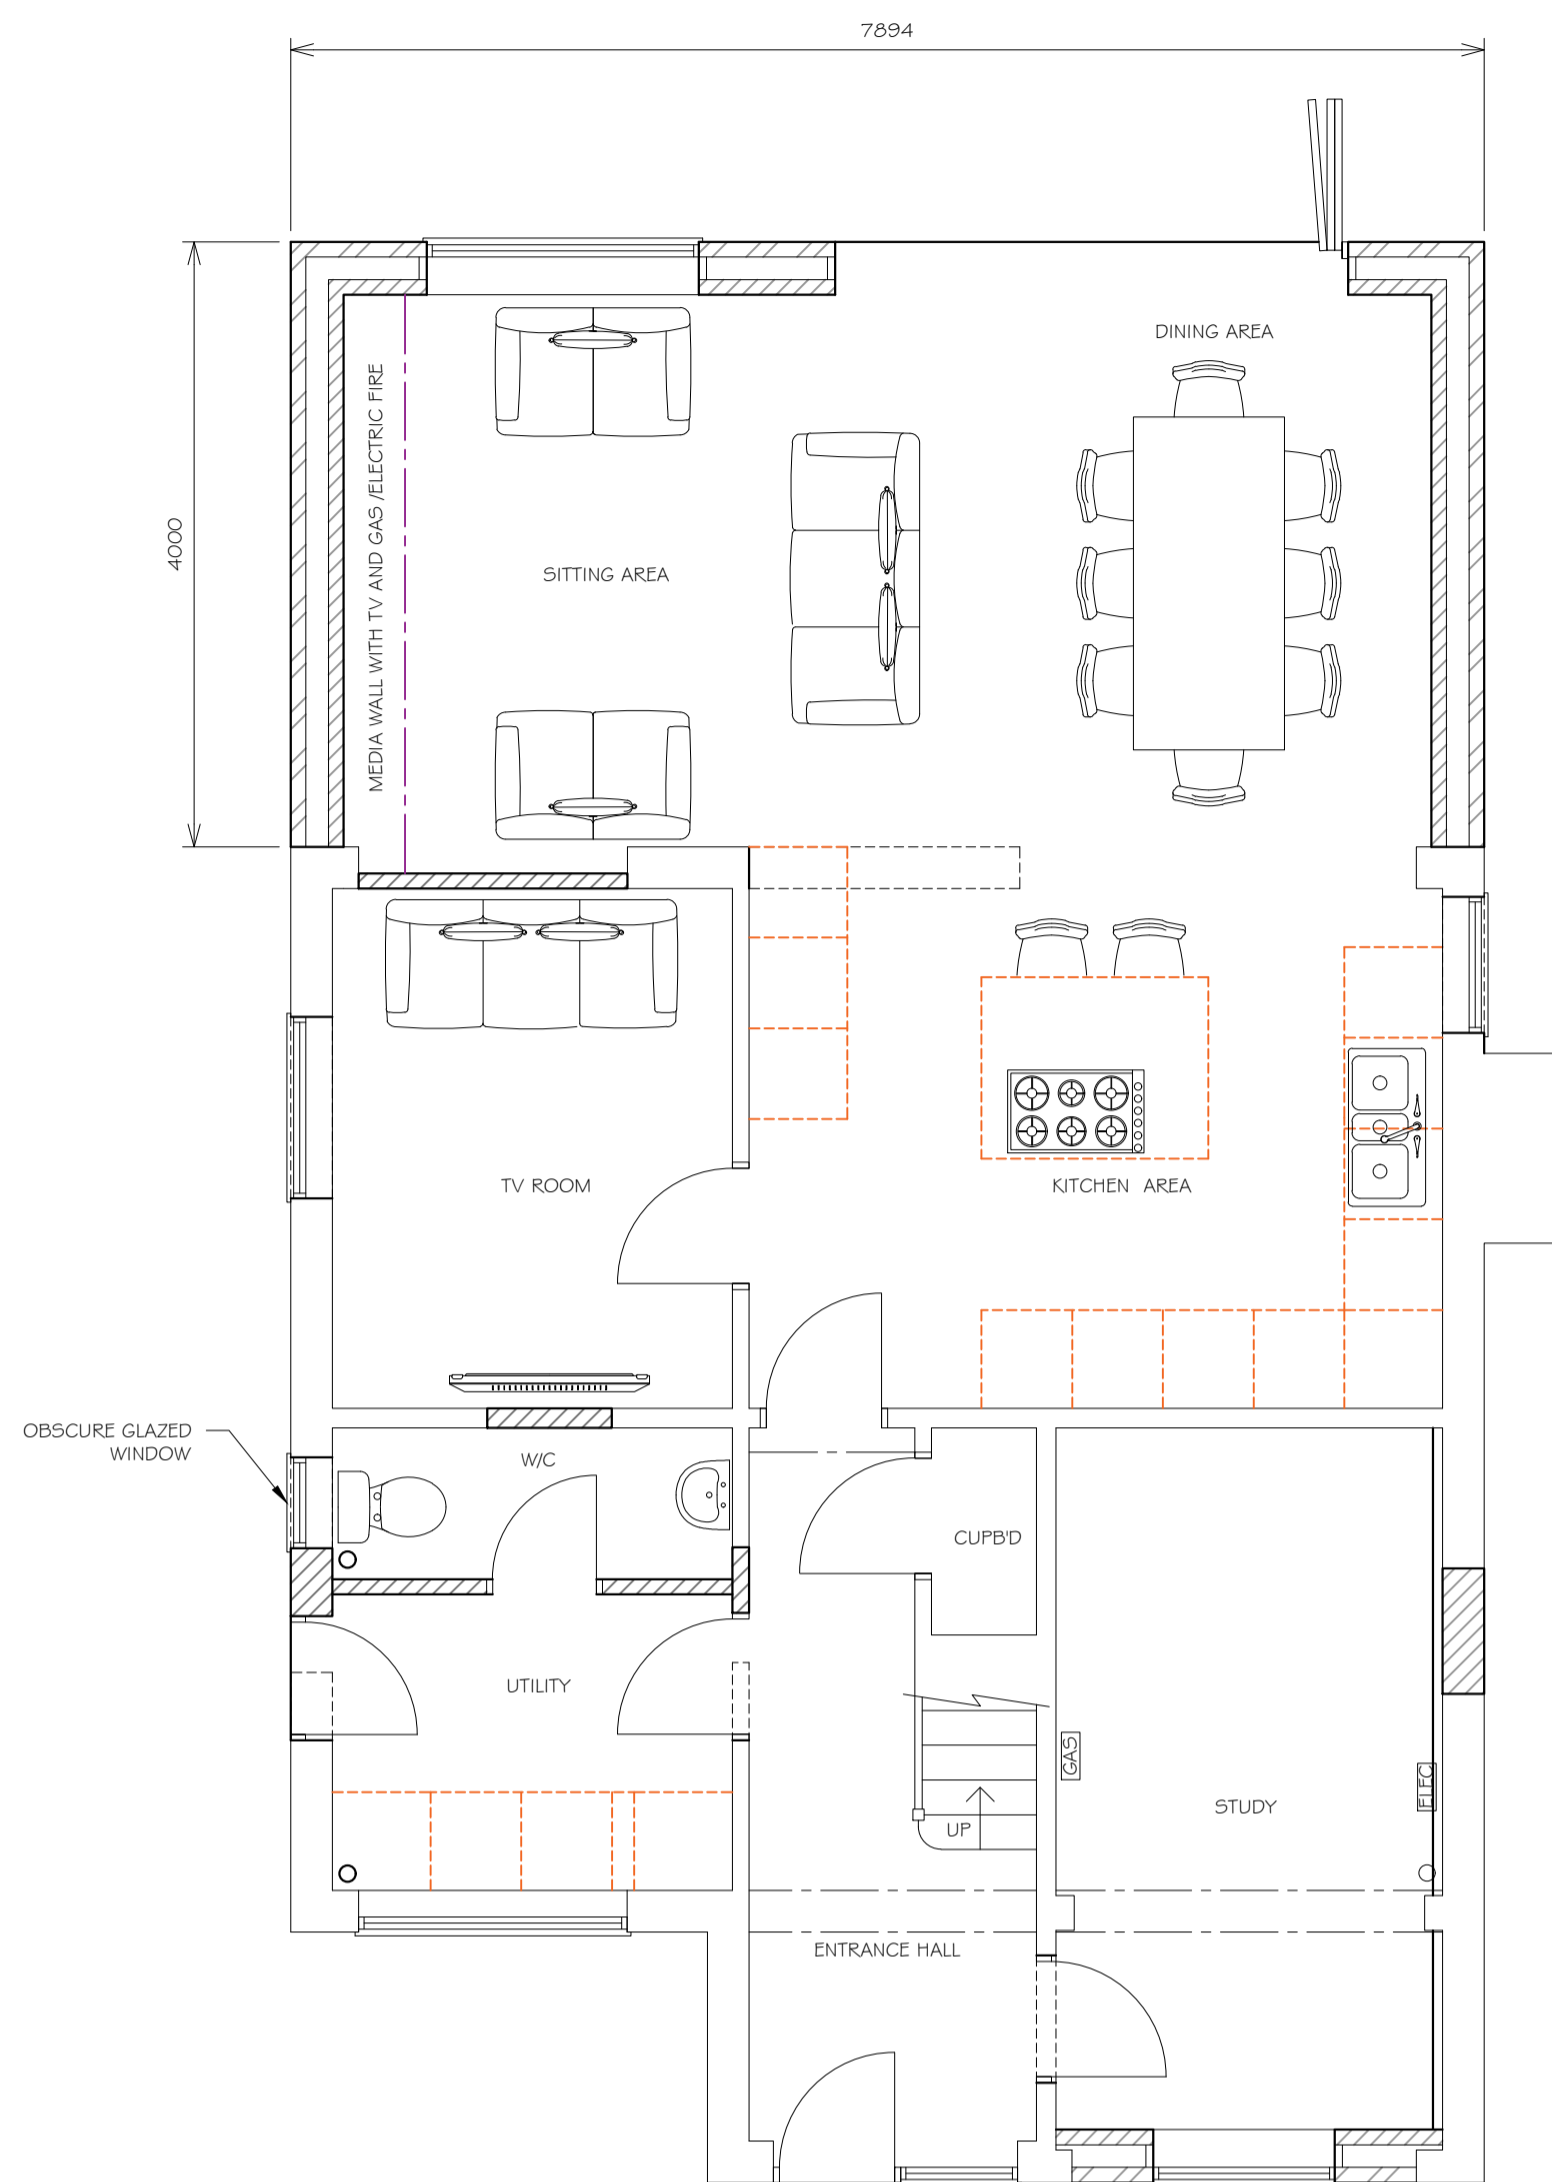 7894
DINING AREA
MEDIA WALL WITH TV AND GAS /ELECTRIC FIRE
4000
SITTING AREA
TV ROOM
KITCHEN AREA
OBSCURE GLAZED
WINDOW
W/C
CUPB'D
UTILITY
GAS
ELEC
STUDY
UP
ENTRANCE HALL